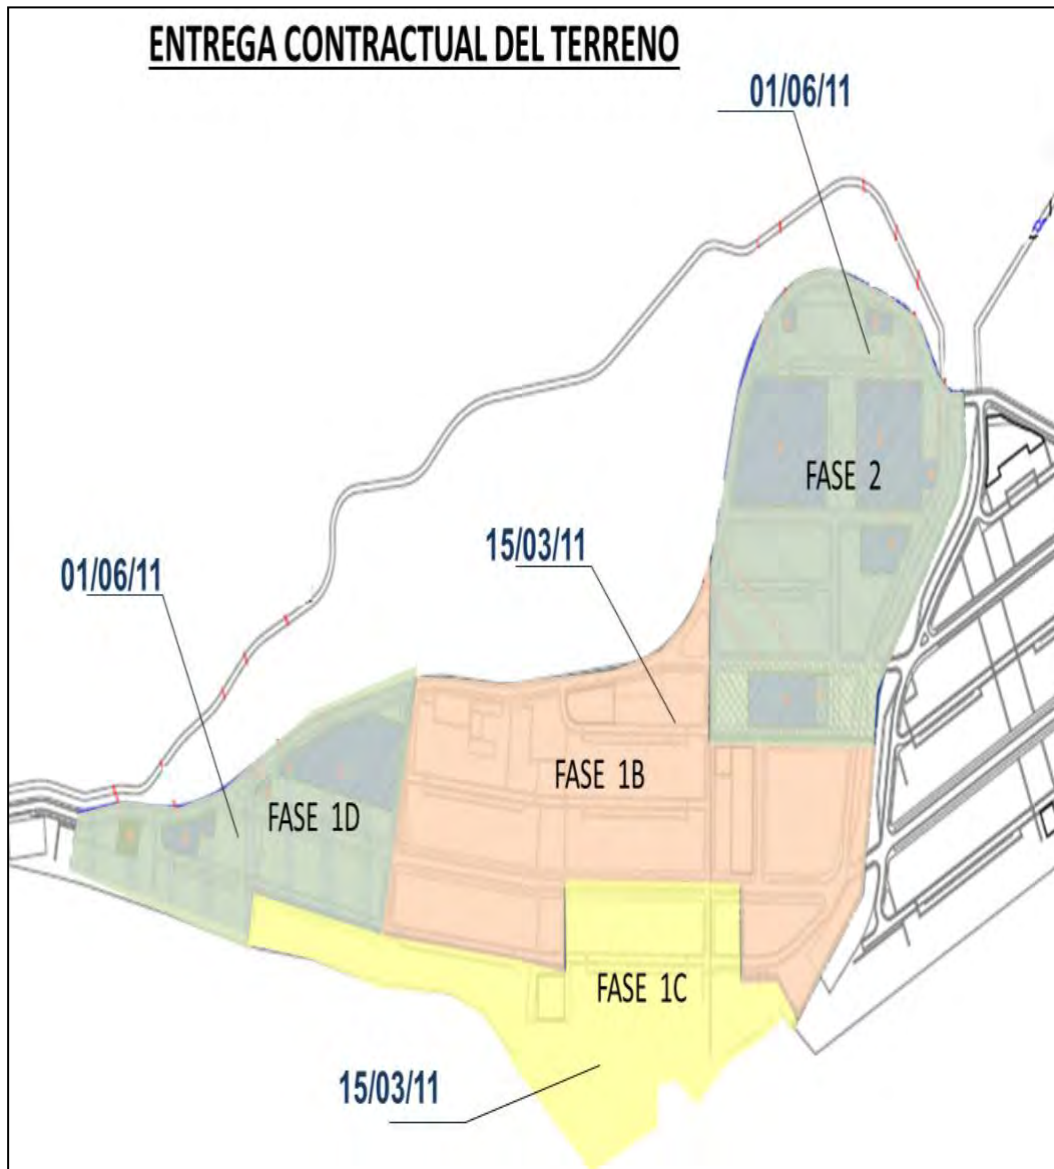 ENTREGA CONTRACTUAL DEL TERRENO
01/06/11
FASE 2
15/03/11
01/06/11
FASE 1B
FASE 1D
FASE 1C
15/03/11